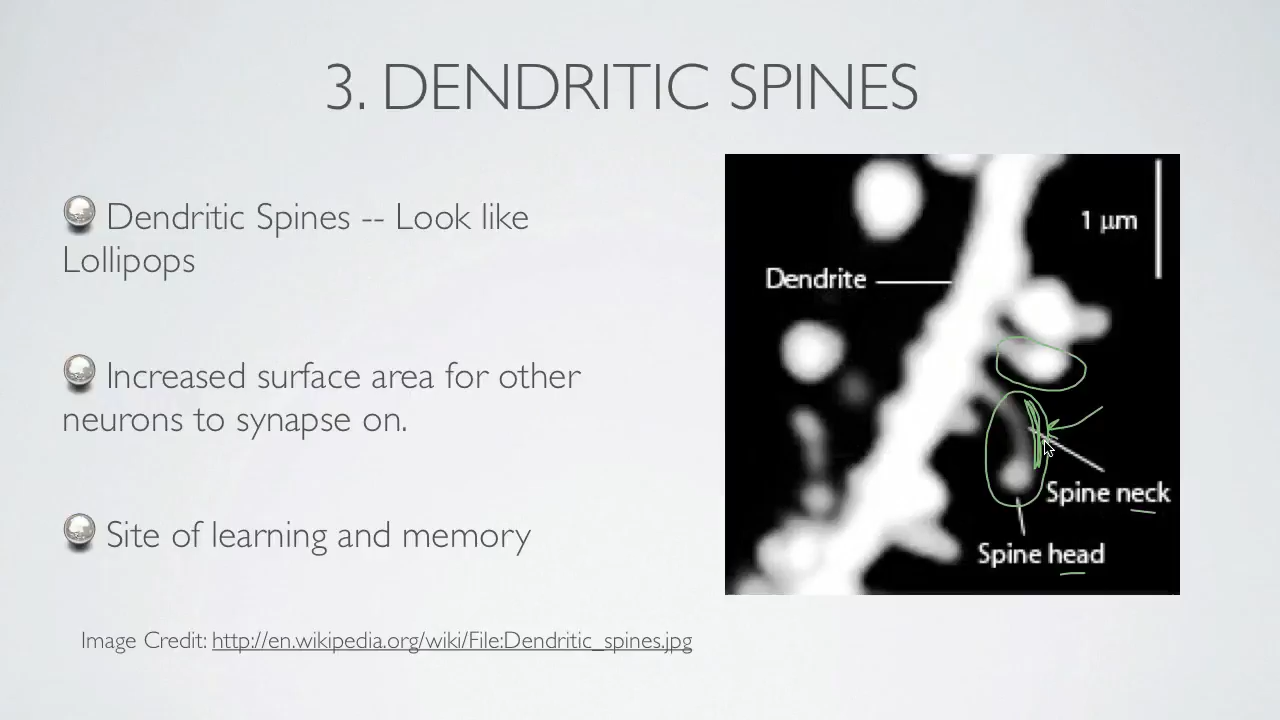 3. DENDRITIC SPINES
Dendritic Spines -- Look like
Lollipops
Increased surface area for other
neurons to synapse on.
Site of learning and memory
Image Credit: http://en.wikipedia.org/wiki/File:Dendritic_spines.jpg
1 µm
Dendrite
Spine neck
Spine head